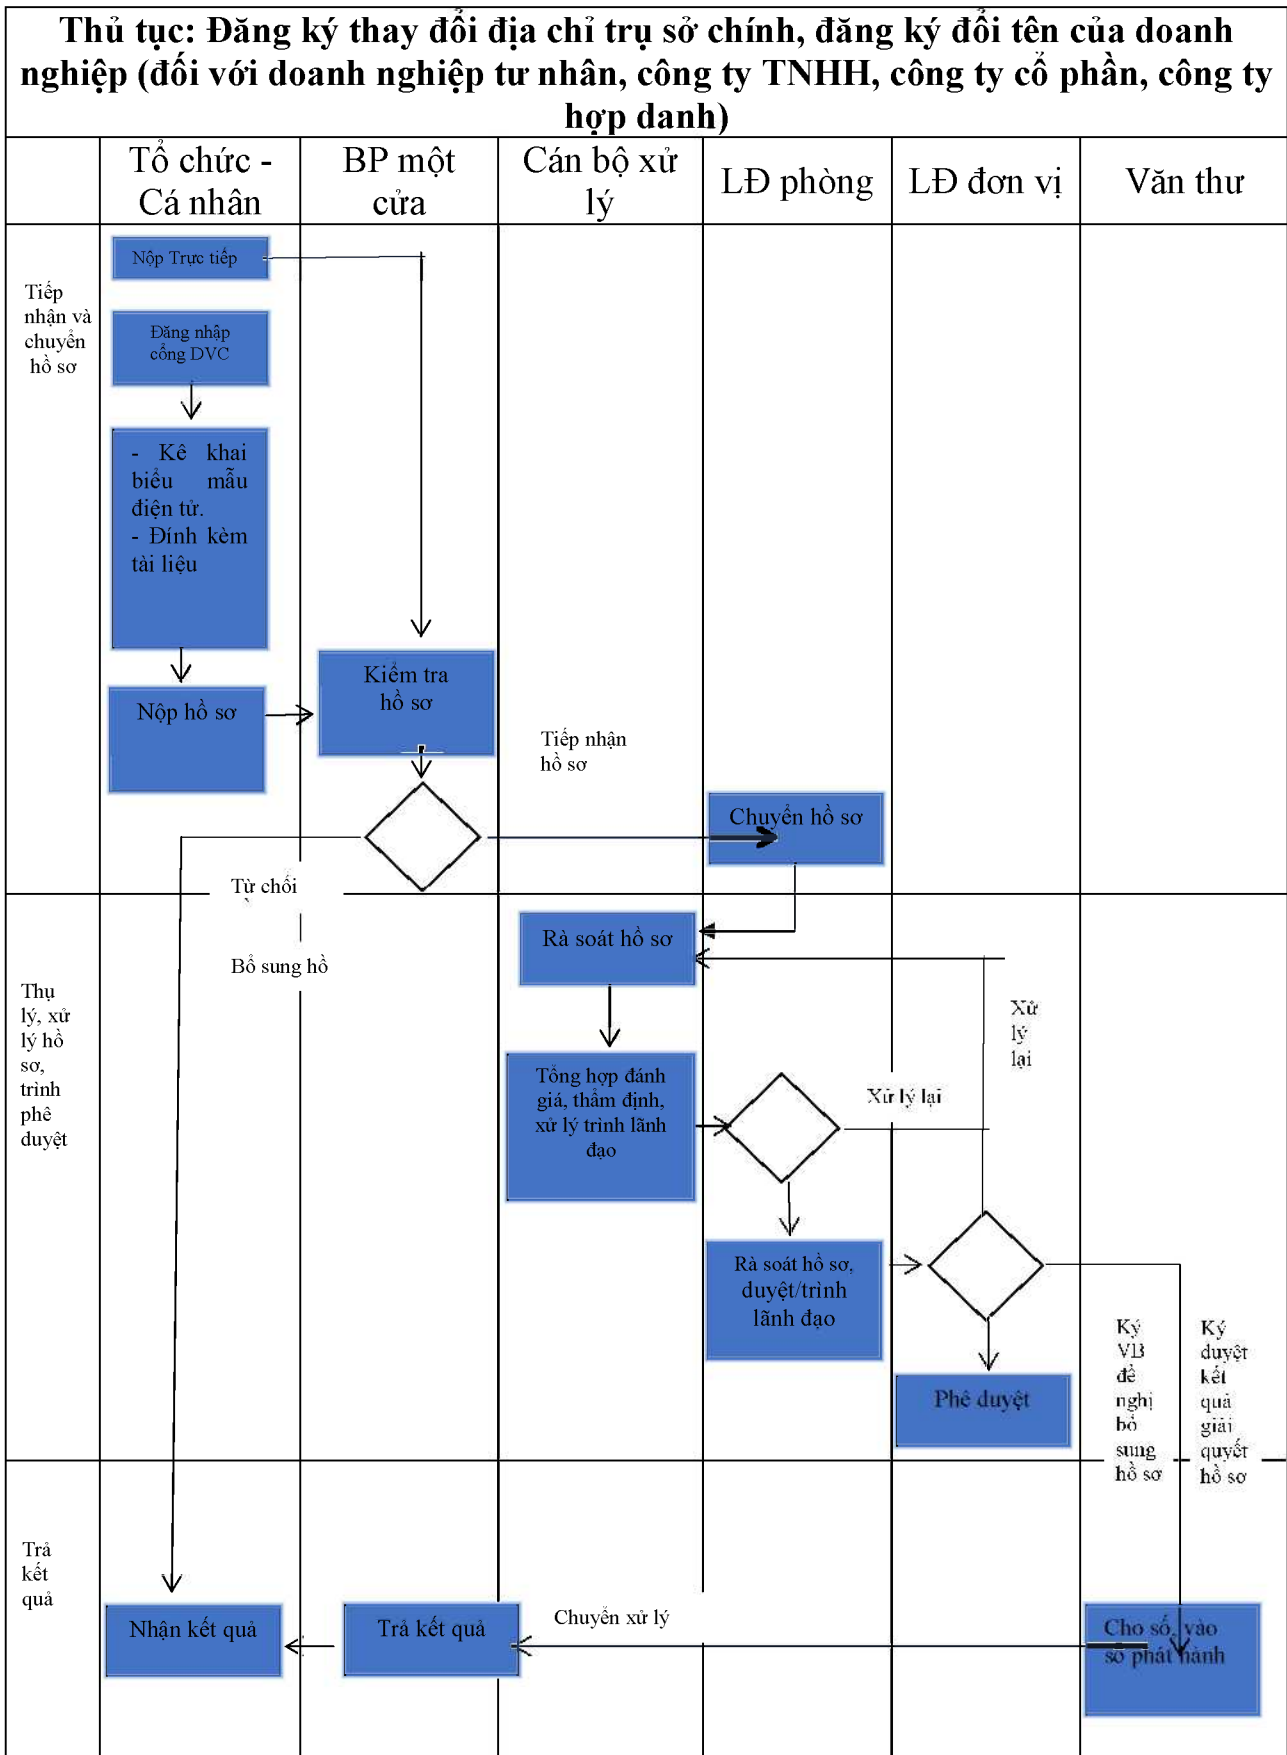 Thủ tục: Đăng ký thay đổi địa chỉ trụ sở chính, đăng ký đổi tên của doanh
nghiệp (đối với doanh nghiệp tư nhân, công ty TNHH, công ty cổ phần, công ty
hợp danh)
Tổ chức -
Cá nhân
BP một
cửa
Cán bộ xử
lý
LĐ phòng
LĐ đơn vị
Văn thư
Tiếp
nhận và
chuyển
hồ sơ
Nộp Trực tiếp
Đăng nhập
cổng DVC
- Kê khai
biểu mẫu
điện tử.
- Đính kèm
tài liệu
Nộp hồ sơ
Kiểm tra
hồ sơ
Tiếp nhận
hồ sơ
Chuyển hồ sơ
Từ chối
Bổ sung hồ
Thụ
lý, xử
lý hồ
sơ,
trình
phê
duyệt
Rà soát hồ sơ
Tổng hợp đánh
giá, thẩm định,
xử lý trình lãnh
đạo
Xử lý lại
Xử
lý
lại
Rà soát hồ sơ,
duyệt/trình
lãnh đạo
Phê duyệt
Ký
VB
đề
nghị
bổ
sung
hồ sơ
Ký
duyệt
kết
quả
giải
quyết
hồ sơ
Trả
kết
quả
Nhận kết quả
Trả kết quả
Chuyển xử lý
Cho số, vào
sổ phát hành